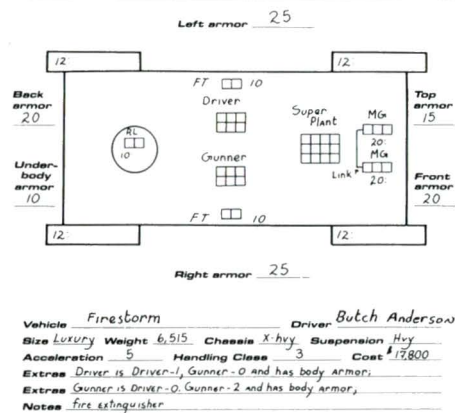 Left armor 25
12: 12:
FT 10
Back armor 20
Driver
Super Plant
MG
20:
Top armor 15
RL
10
Under-body armor 10
Gunner
Link
MG
20:
Front armor 20
FT 10
12: 12:
Right armor 25
Vehicle Firestorm Driver Butch Anderson
Size Luxury Weight 6,515 Chassis X-hvy Suspension Hvy
Acceleration 5 Handling Class 3 Cost $17,800
Extras Driver is Driver-1, Gunner-0 and has body armor;
Extras Gunner is Driver-0, Gunner-2 and has body armor,
Notes fire extinguisher